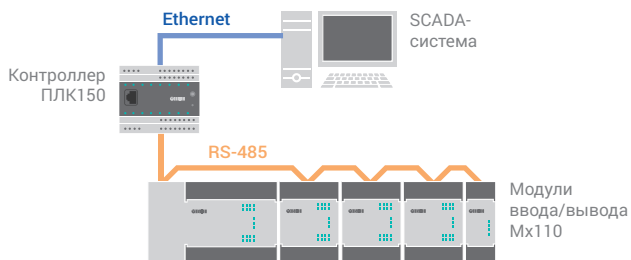 Ethernet
SCADA-
система
Контроллер
ПЛК150
RS-485
Модули
ввода/вывода
Мх110